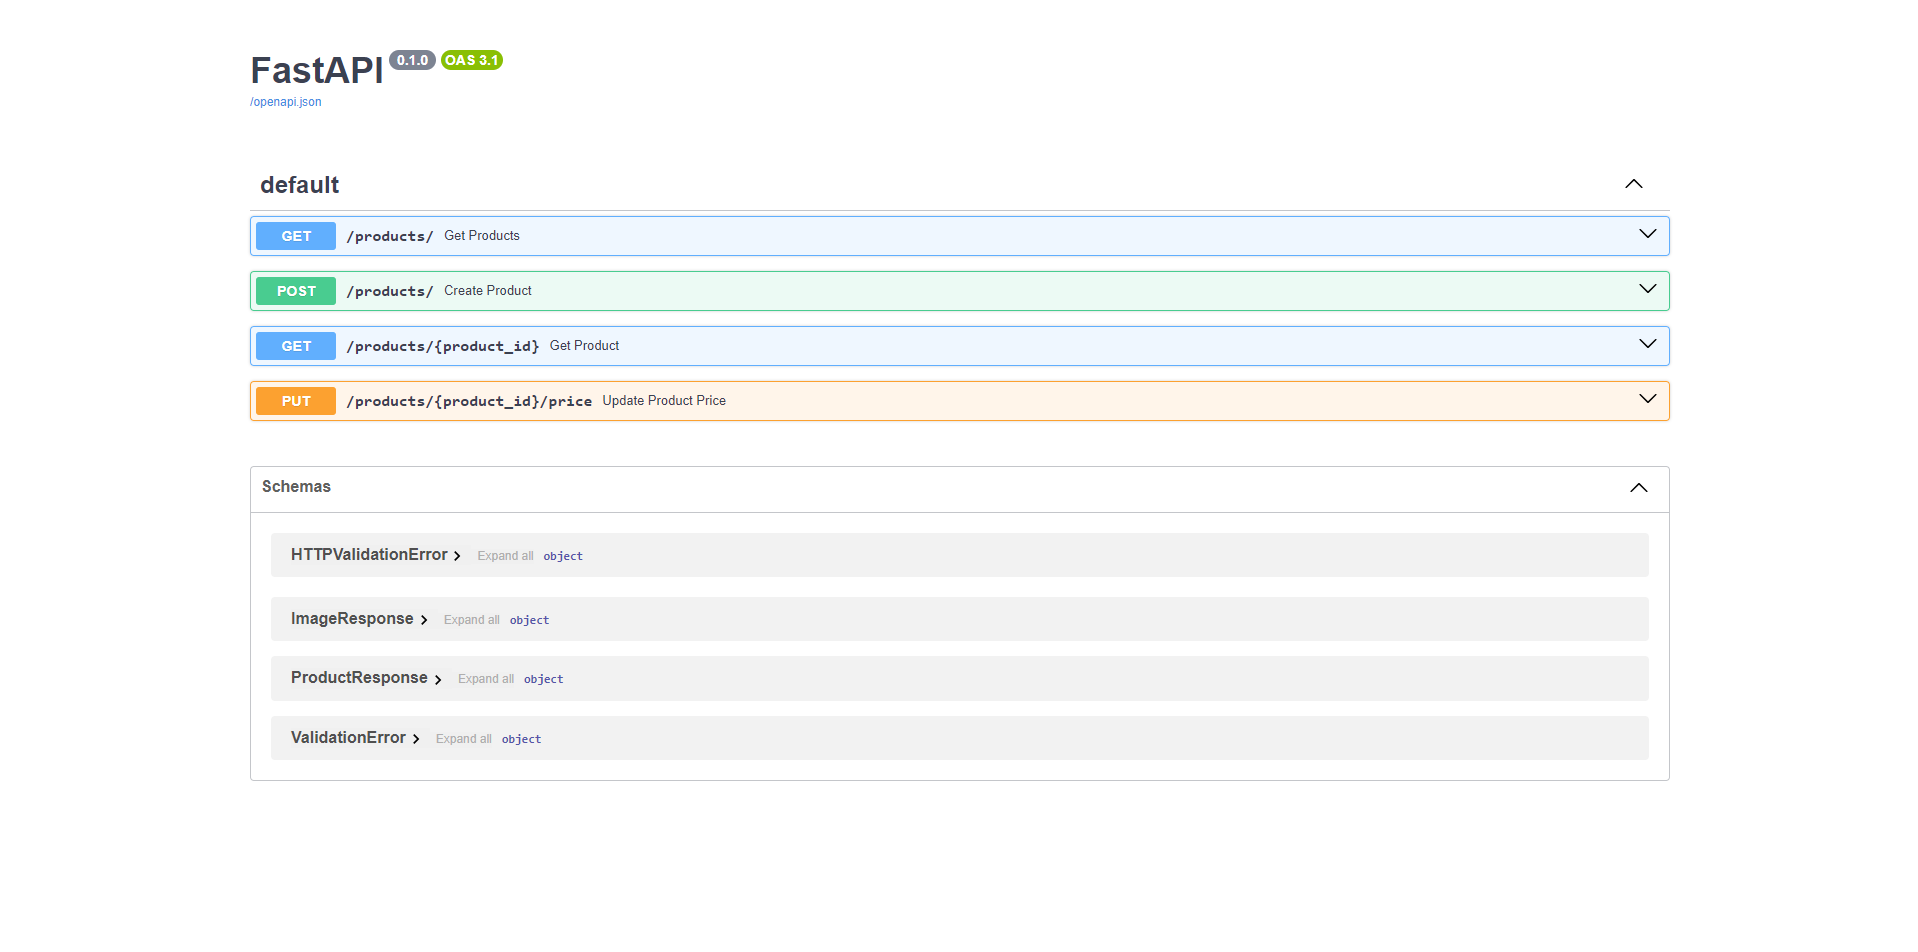 FastAPI 0.1.0 OAS 3.1
/openapi.json
default
GET /products/ Get Products
POST /products/ Create Product
GET /products/{product_id} Get Product
PUT /products/{product_id}/price Update Product Price
Schemas
HTTPValidationError Expand all object
ImageResponse Expand all object
ProductResponse Expand all object
ValidationError Expand all object